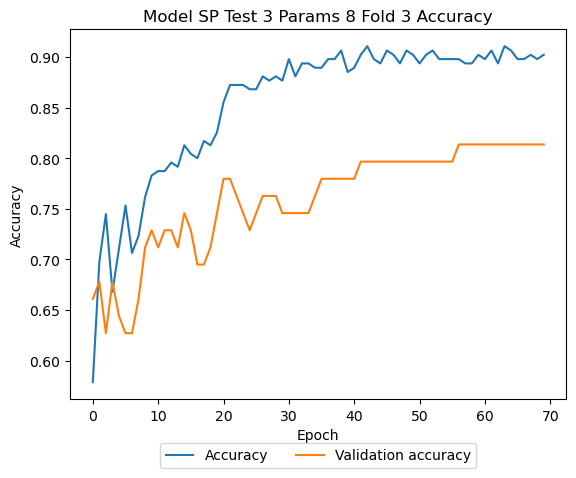 Model SP Test 3 Params 8 Fold 3 Accuracy
0.90
0.85
0.80
0.75
0.70
0.65
0.60
Accuracy
0 10 20 30 40 50 60 70
Epoch
Accuracy Validation accuracy